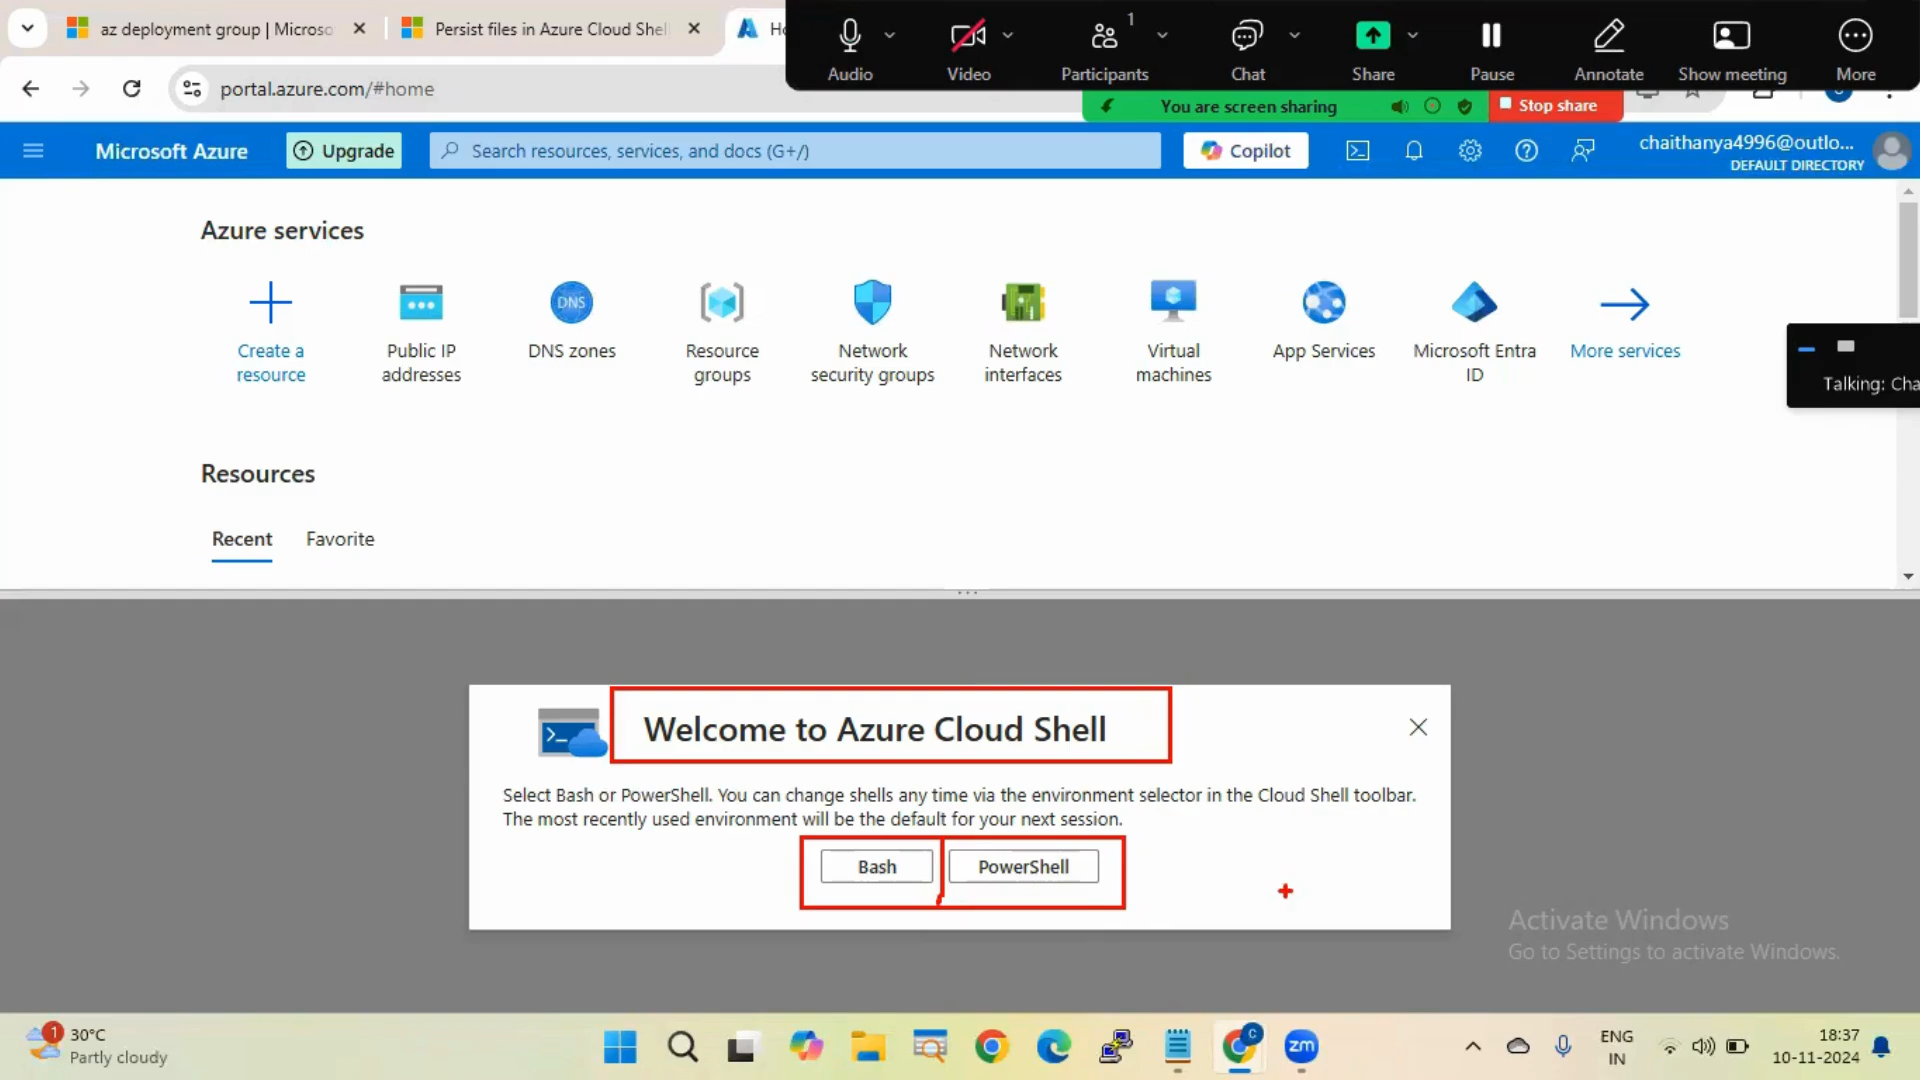 az deployment group | Microso
Persist files in Azure Cloud Shel
Ho
Audio
Video
1
Participants
Chat
Share
Pause
Annotate
Show meeting
More
portal.azure.com/#home
You are screen sharing
Stop share
Microsoft Azure
Upgrade
Search resources, services, and docs (G+/)
Copilot
chaithanya4996@outlo...
DEFAULT DIRECTORY
Azure services
Create a
resource
Public IP
addresses
DNS
DNS zones
Resource
groups
Network
security groups
Network
interfaces
Virtual
machines
App Services
Microsoft Entra
ID
More services
Talking: Cha
Resources
Recent
Favorite
Welcome to Azure Cloud Shell
Select Bash or PowerShell. You can change shells any time via the environment selector in the Cloud Shell toolbar.
The most recently used environment will be the default for your next session.
Bash
PowerShell
Activate Windows
Go to Settings to activate Windows.
1
30°C
Partly cloudy
C
zm
ENG
IN
18:37
10-11-2024